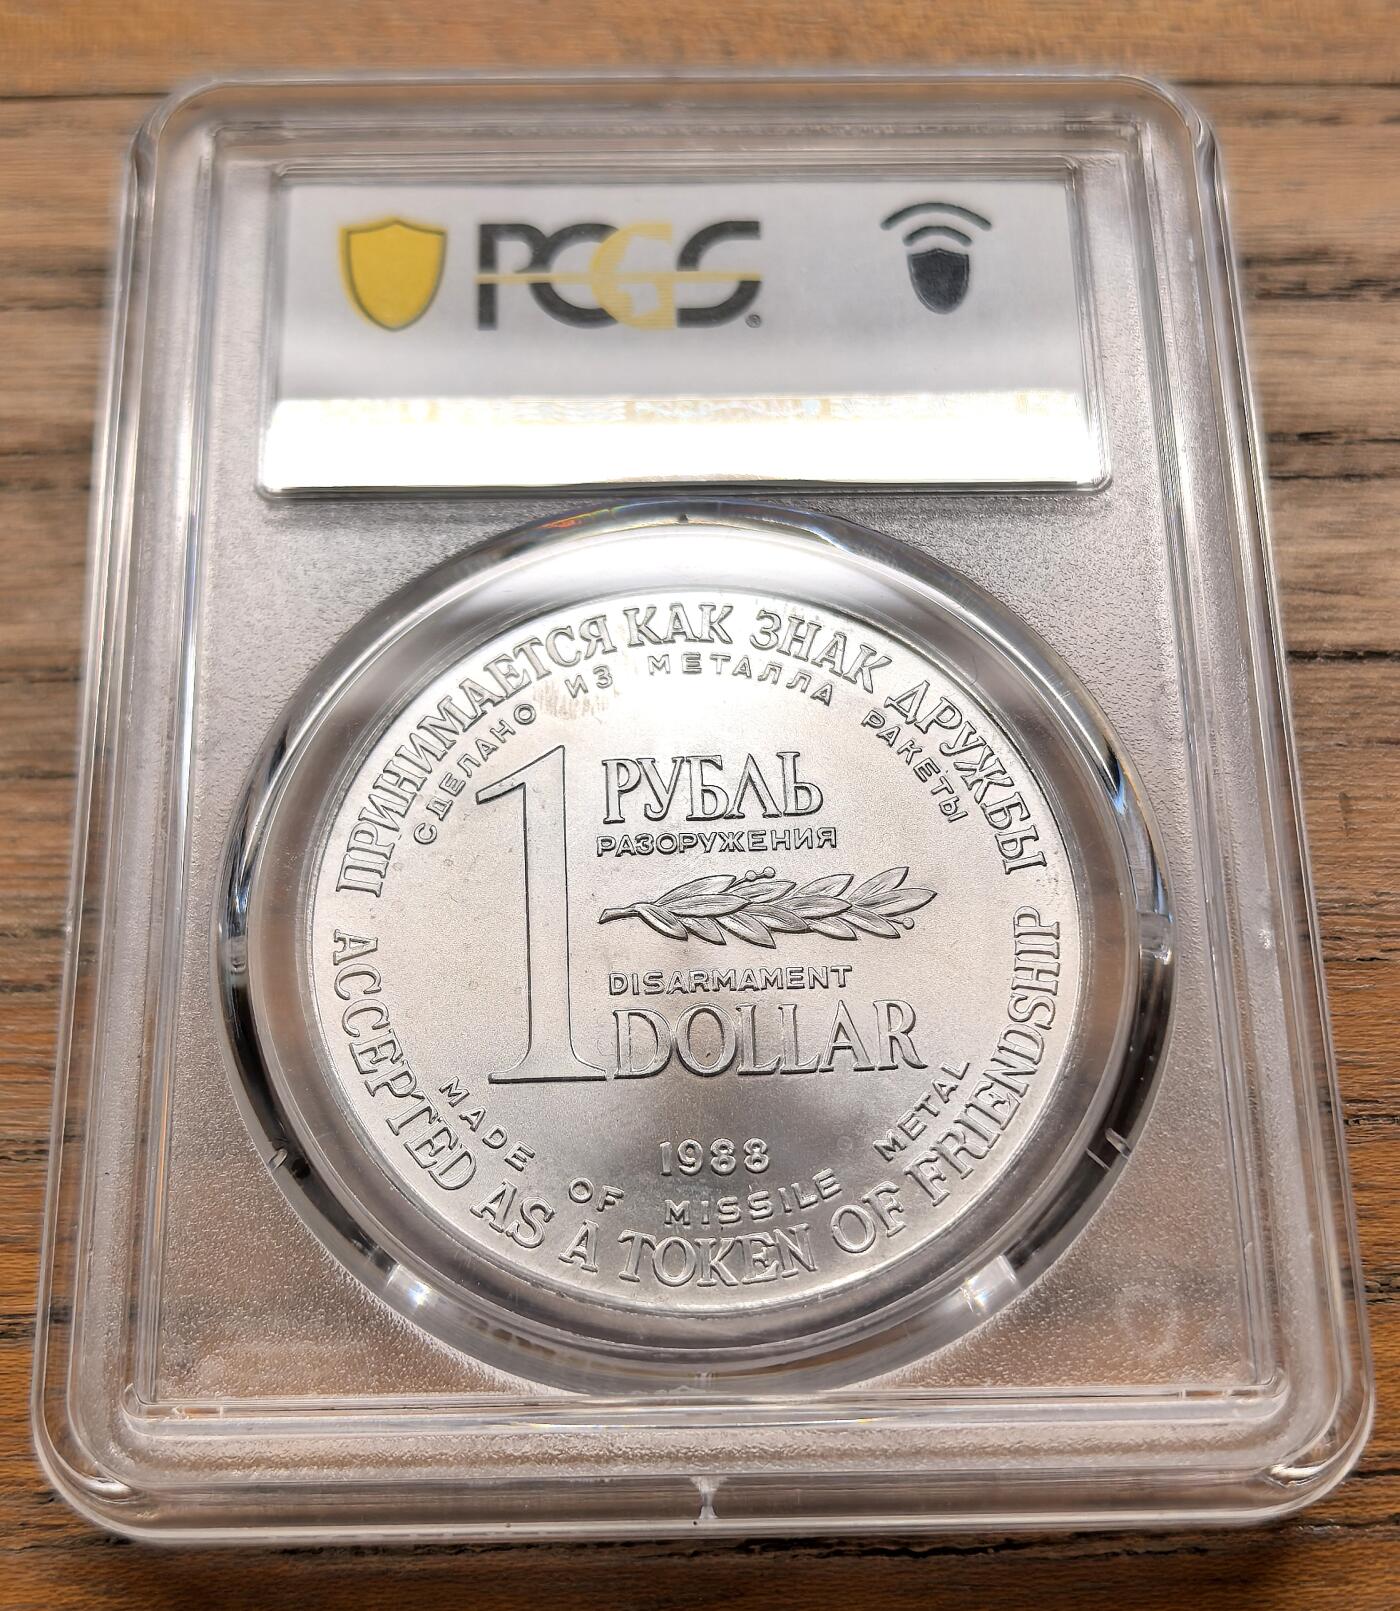 PCGS
ПРИНИМАЕТСЯ КАК ЗНАК ДРУЖБЫ
СДЕЛАНО ИЗ МЕТАЛЛА РАКЕТЫ
1 РУБЛЬ
РАЗОРУЖЕНИЯ
DISARMAMENT
DOLLAR
1988
MADE OF MISSILE METAL
ACCEPTED AS A TOKEN OF FRIENDSHIP